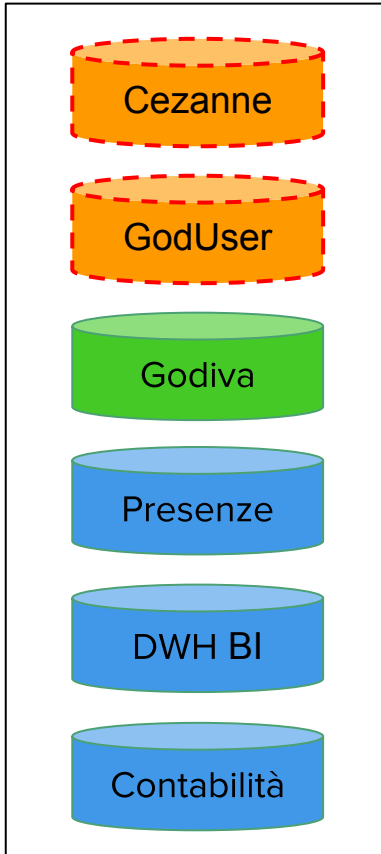 Cezanne
GodUser
Godiva
Presenze
DWH BI
Contabilità